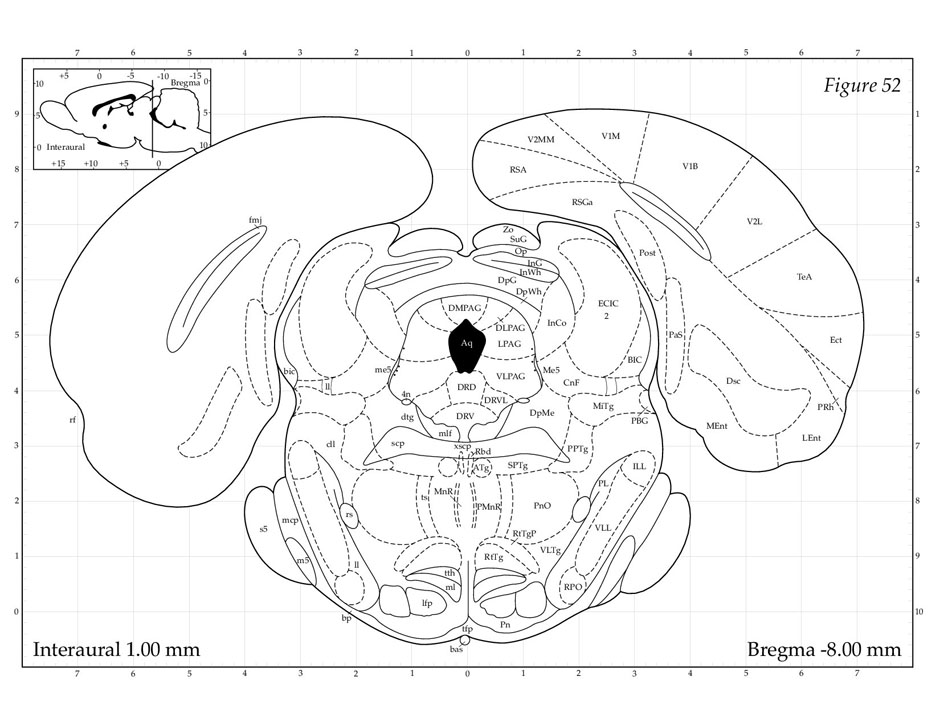 7 6 5 4 3 2 1 0 1 2 3 4 5 6 7
+5 0 -5 -10 0
10 Bregma
5 5
0 Interaural 10
+15 +10 +5 0
Figure 52
9 1
8 2
7 3
6 4
5 5
4 6
3 7
2 8
1 9
0 10
V2MM
V1M
V1B
RSA
RSGa
V2L
TeA
Ect
PRh
LEnt
MEnt
Dsc
PaS
Post
fmj
Zo
SuG
Op
InG
InWh
DpG
DpWh
DMPAG
DLPAG
InCo
ECIC
2
Aq
LPAG
BIC
bic
me5
Me5
ll
DRD
VLPAG
CnF
4n
DRVL
MiTg
PBG
rf
dtg
DRV
DpMe
mlf
cll
scp
xscp
Rbd
PPTg
ATg
SPTg
ILL
PL
MnR
ts
PMnR
PnO
rs
s5
mcp
VLL
RtTgP
VLTg
m5
ll
RtTg
tth
ml
RPO
lfp
bp
Pn
tfp
bas
Interaural 1.00 mm
Bregma -8.00 mm
7 6 5 4 3 2 1 0 1 2 3 4 5 6 7